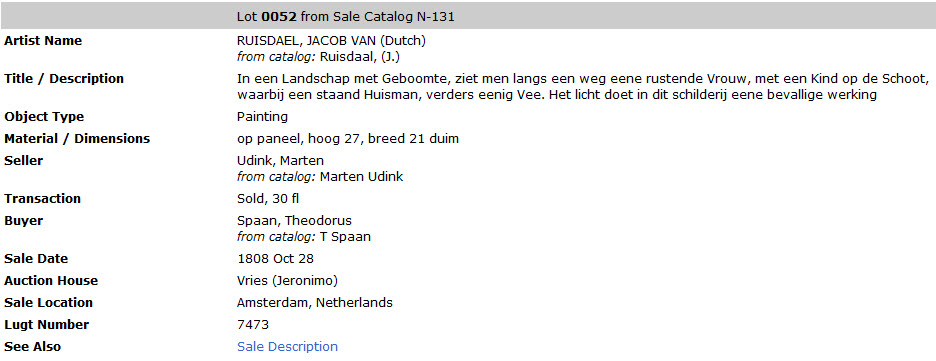 Lot 0052 from Sale Catalog N-131
Artist Name RUISDAEL, JACOB VAN (Dutch)
from catalog: Ruisdaal, (J.)
Title / Description In een Landschap met Geboomte, ziet men langs een weg eene rustende Vrouw, met een Kind op de Schoot,
waarbij een staand Huisman, verders eenig Vee. Het licht doet in dit schilderij eene bevallige werking
Object Type Painting
Material / Dimensions op paneel, hoog 27, breed 21 duim
Seller Udink, Marten
from catalog: Marten Udink
Transaction Sold, 30 fl
Buyer Spaan, Theodorus
from catalog: T Spaan
Sale Date 1808 Oct 28
Auction House Vries (Jeronimo)
Sale Location Amsterdam, Netherlands
Lugt Number 7473
See Also Sale Description